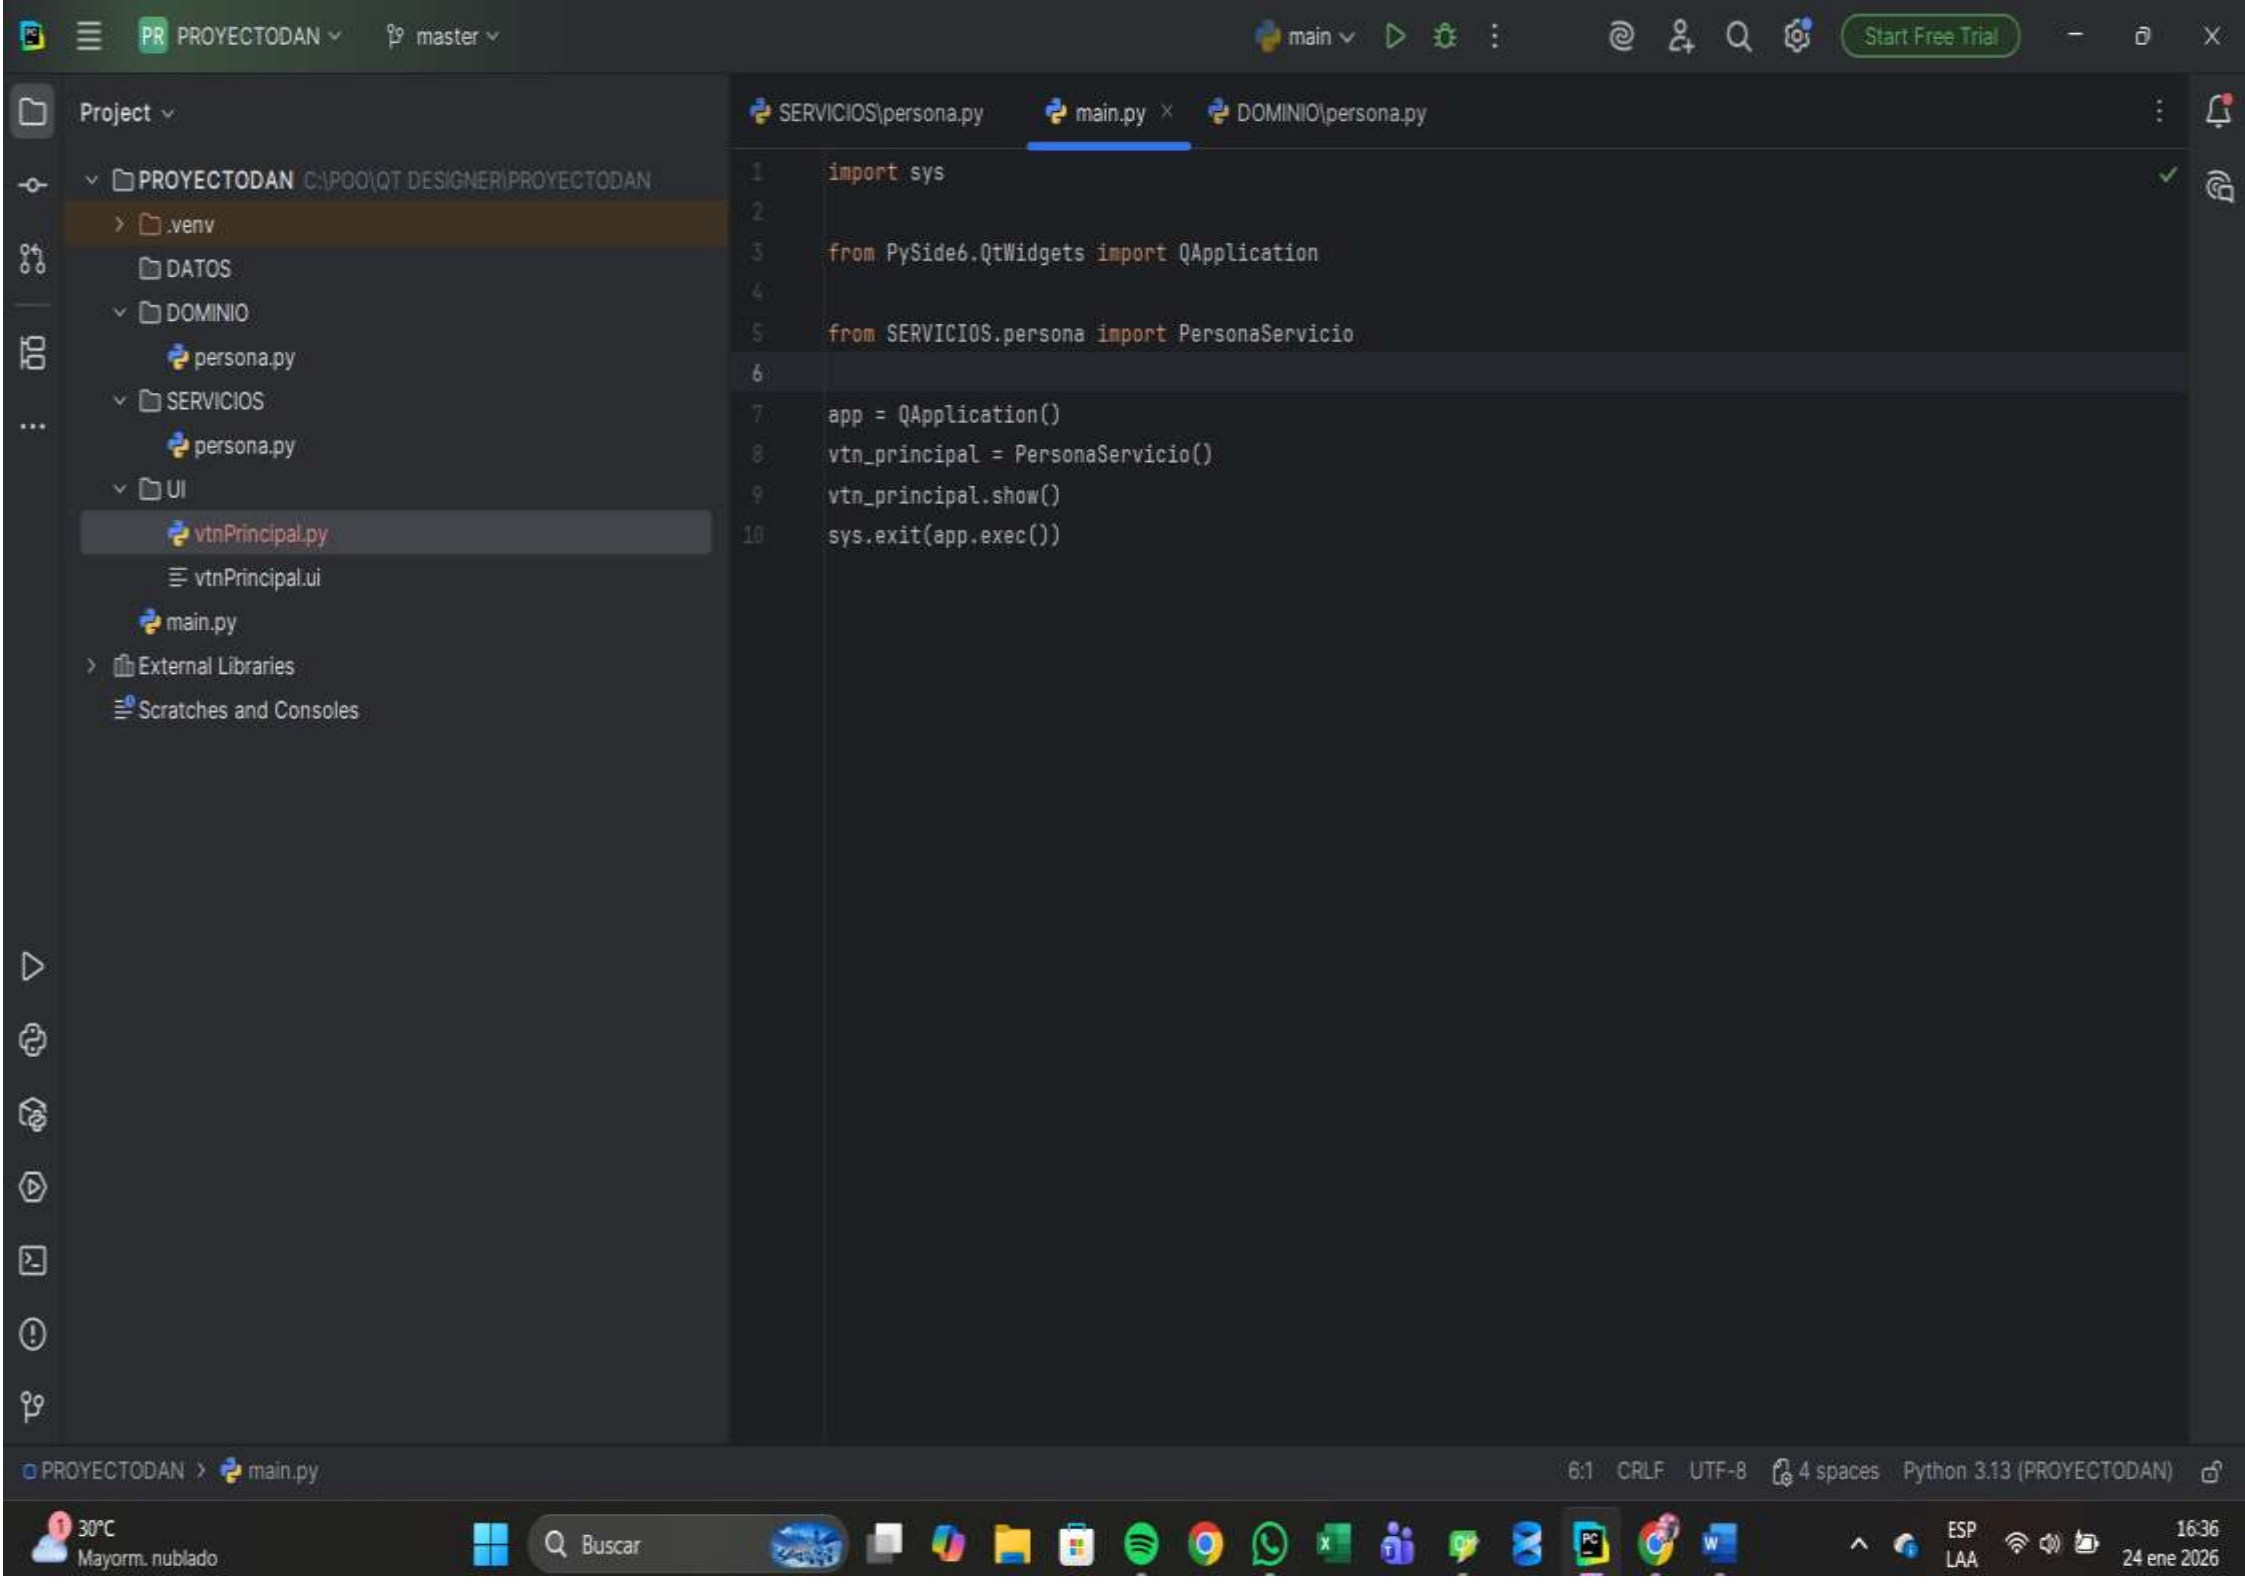 PR PROYECTODAN master main Start Free Trial
Project
SERVICIOS\persona.py main.py DOMINIO\persona.py
PROYECTODAN C:\POO\QT DESIGNER\PROYECTODAN
.venv
DATOS
DOMINIO
persona.py
SERVICIOS
persona.py
UI
vtnPrincipal.py
vtnPrincipal.ui
main.py
External Libraries
Scratches and Consoles
1 import sys
2
3 from PySide6.QtWidgets import QApplication
4
5 from SERVICIOS.persona import PersonaServicio
6
7 app = QApplication()
8 vtn_principal = PersonaServicio()
9 vtn_principal.show()
10 sys.exit(app.exec())
PROYECTODAN > main.py 6:1 CRLF UTF-8 4 spaces Python 3.13 (PROYECTODAN)
1 30°C
Mayorm. nublado
Buscar
ESP
LAA
16:36
24 ene 2026